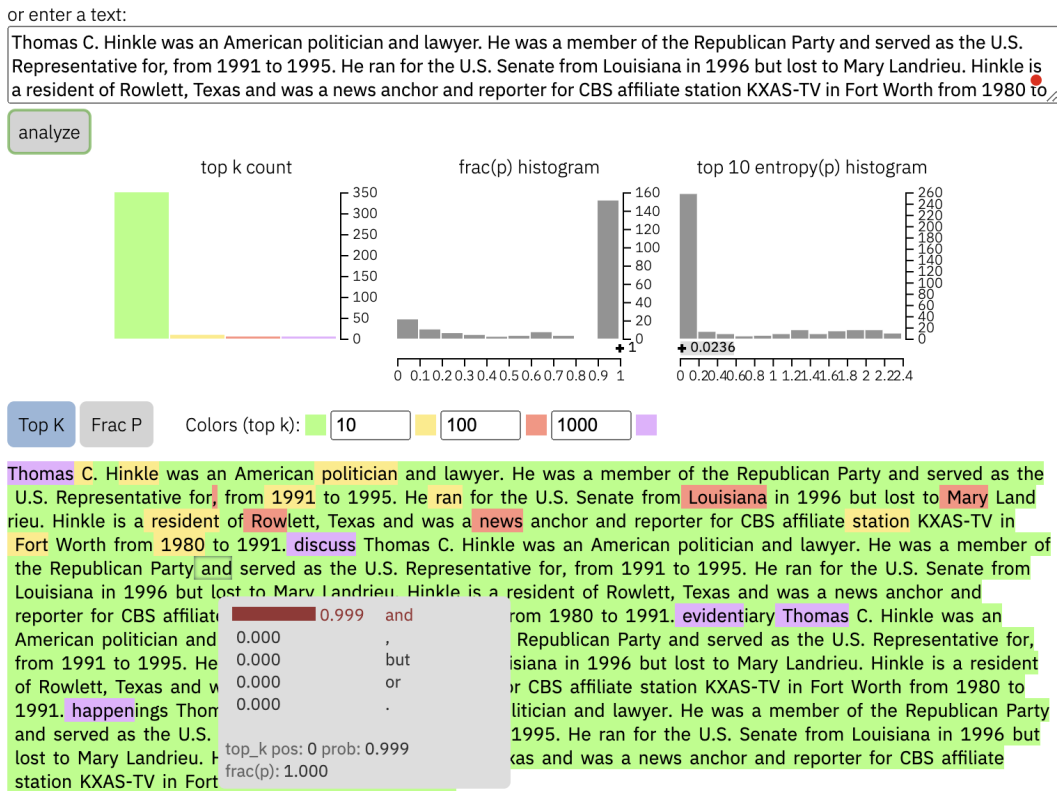 or enter a text:
Thomas C. Hinkle was an American politician and lawyer. He was a member of the Republican Party and served as the U.S.
Representative for, from 1991 to 1995. He ran for the U.S. Senate from Louisiana in 1996 but lost to Mary Landrieu. Hinkle is
a resident of Rowlett, Texas and was a news anchor and reporter for CBS affiliate station KXAS-TV in Fort Worth from 1980 to
analyze
top k count
frac(p) histogram
top 10 entropy(p) histogram
350
300
250
200
150
100
50
0
160
140
120
100
80
60
40
20
0
1
0 0.1 0.2 0.3 0.4 0.5 0.6 0.7 0.8 0.9 1
260
240
220
200
180
160
140
120
100
80
60
40
20
0
0.0236
0 0.2 0.4 0.6 0.8 1 1.2 1.4 1.6 1.8 2 2.2 2.4
Top K Frac P Colors (top k): 10 100 1000
Thomas C. Hinkle was an American politician and lawyer. He was a member of the Republican Party and served as the
U.S. Representative for, from 1991 to 1995. He ran for the U.S. Senate from Louisiana in 1996 but lost to Mary Land
rieu. Hinkle is a resident of Rowlett, Texas and was a news anchor and reporter for CBS affiliate station KXAS-TV in
Fort Worth from 1980 to 1991. discuss Thomas C. Hinkle was an American politician and lawyer. He was a member of
the Republican Party and served as the U.S. Representative for, from 1991 to 1995. He ran for the U.S. Senate from
Louisiana in 1996 but lost to Mary Landrieu. Hinkle is a resident of Rowlett, Texas and was a news anchor and
reporter for CBS affiliate rom 1980 to 1991. evidentiary Thomas C. Hinkle was an
American politician and Republican Party and served as the U.S. Representative for,
from 1991 to 1995. He isiana in 1996 but lost to Mary Landrieu. Hinkle is a resident
of Rowlett, Texas and w or CBS affiliate station KXAS-TV in Fort Worth from 1980 to
1991. happenings Thom litician and lawyer. He was a member of the Republican Party
and served as the U.S. 1995. He ran for the U.S. Senate from Louisiana in 1996 but
lost to Mary Landrieu. H xas and was a news anchor and reporter for CBS affiliate
station KXAS-TV in Fort
0.999 and
0.000 ,
0.000 but
0.000 or
0.000 .
top_k pos: 0 prob: 0.999
frac(p): 1.000